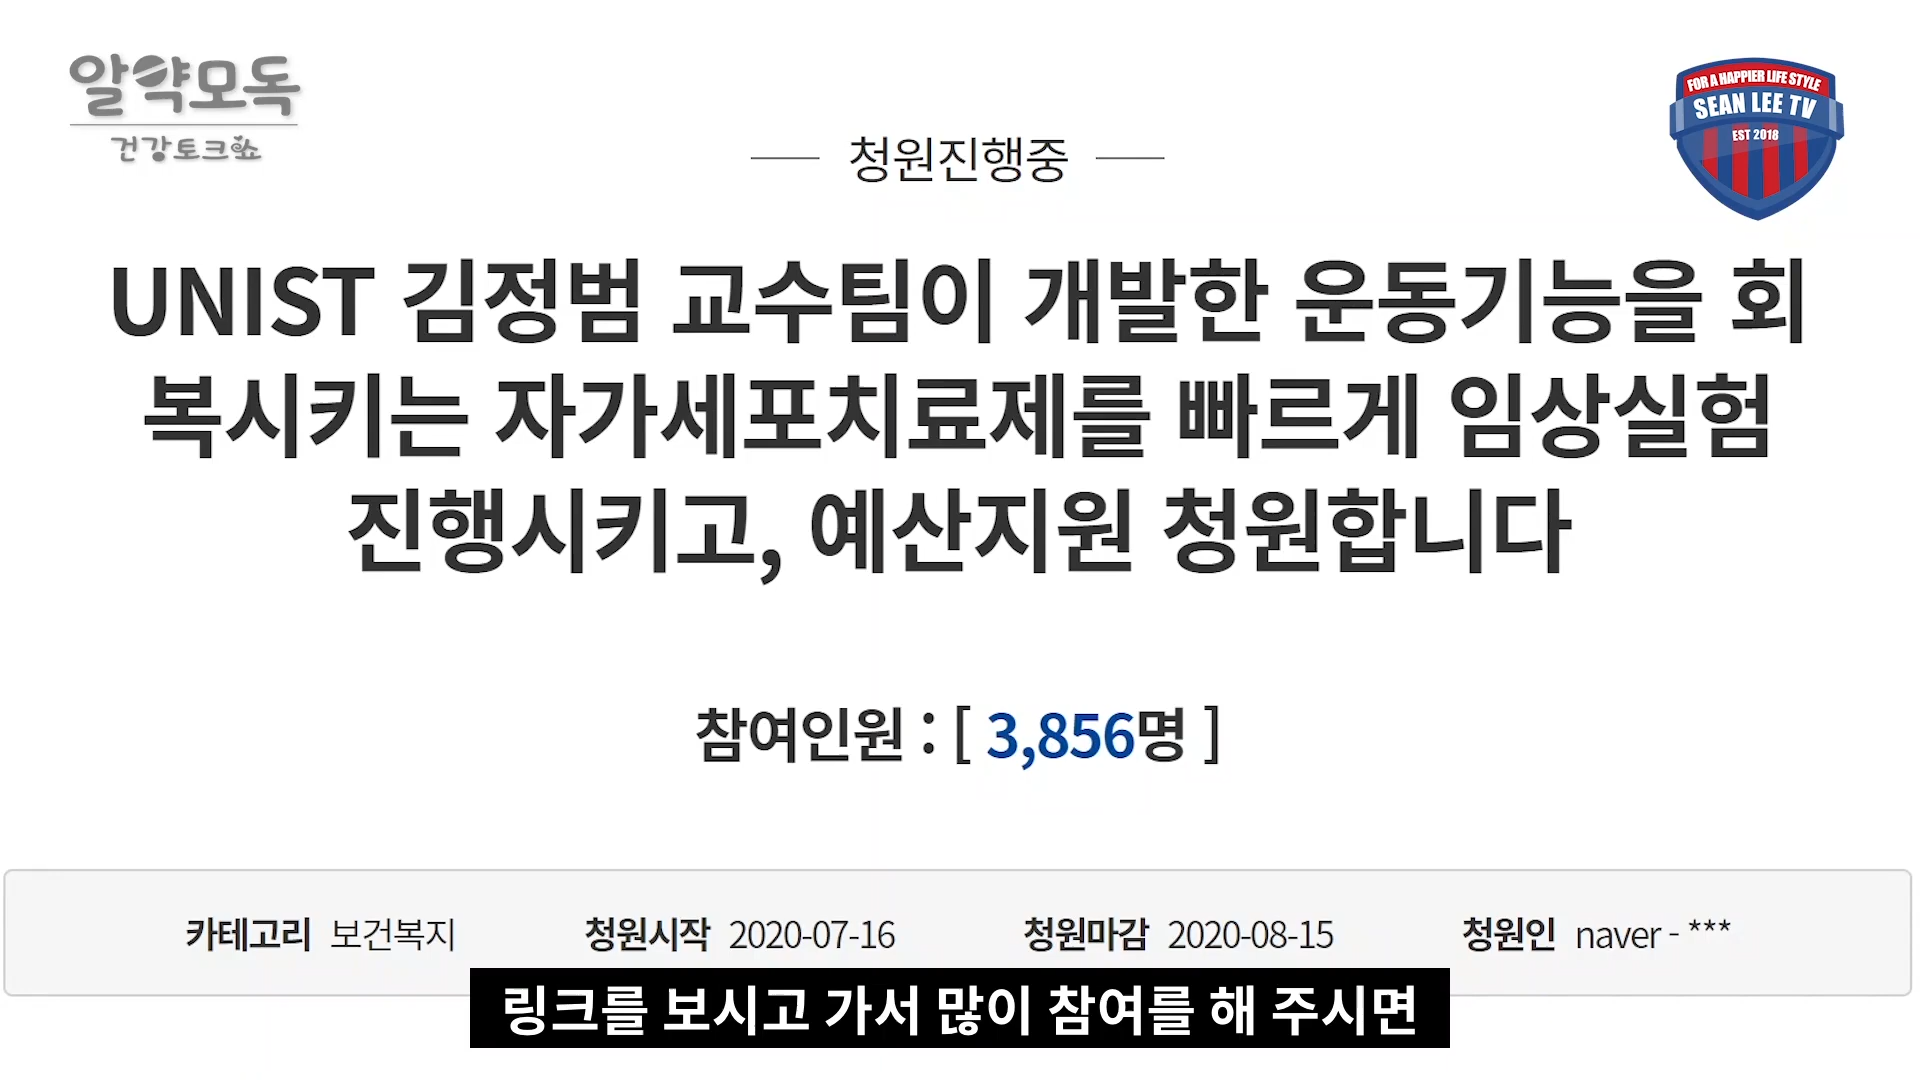 알약모독
건강토크쇼
FOR A HAPPIER LIFE STYLE
SEAN LEE TV
EST 2018
청원진행중
UNIST 김정범 교수팀이 개발한 운동기능을 회
복시키는 자가세포치료제를 빠르게 임상실험
진행시키고, 예산지원 청원합니다
참여인원 : [ 3,856명 ]
카테고리 보건복지 청원시작 2020-07-16 청원마감 2020-08-15 청원인 naver - ***
링크를 보시고 가서 많이 참여를 해 주시면